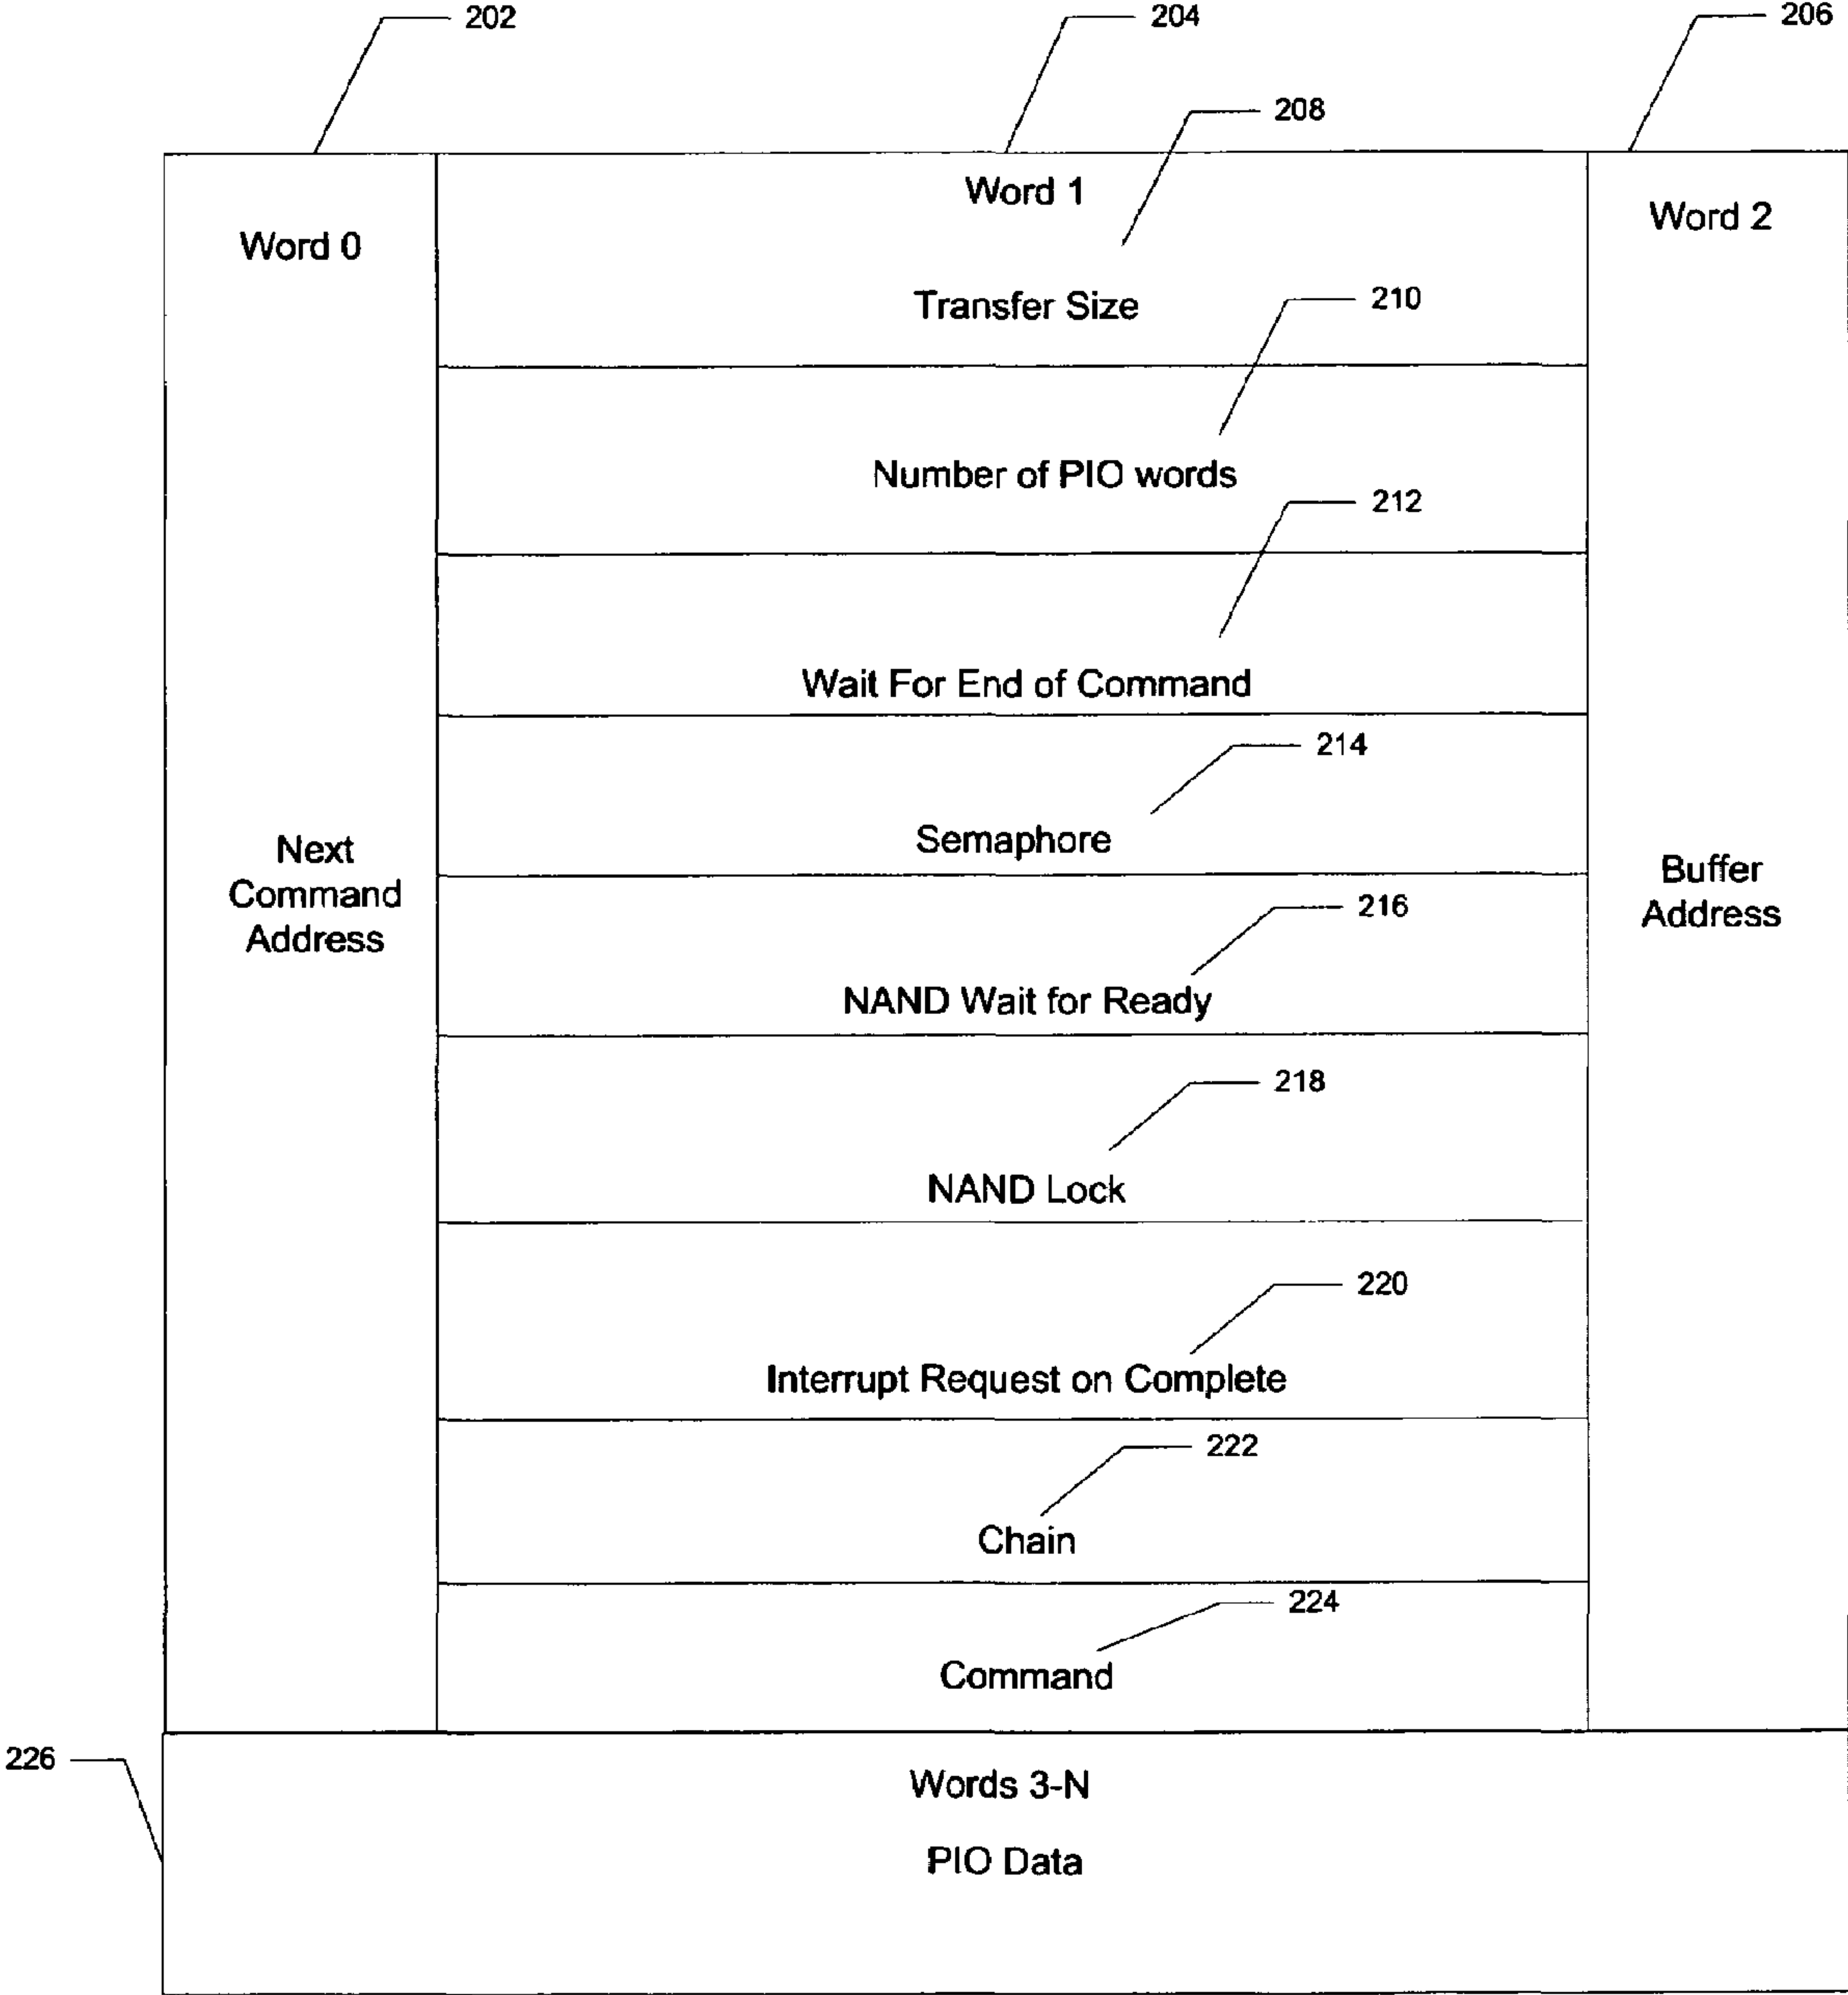 202
204
206
208
Word 0
Word 1
Word 2
Transfer Size
210
Number of PIO words
212
Wait For End of Command
214
Semaphore
Next
Command
Address
Buffer
Address
216
NAND Wait for Ready
218
NAND Lock
220
Interrupt Request on Complete
222
Chain
224
Command
226
Words 3-N
PIO Data